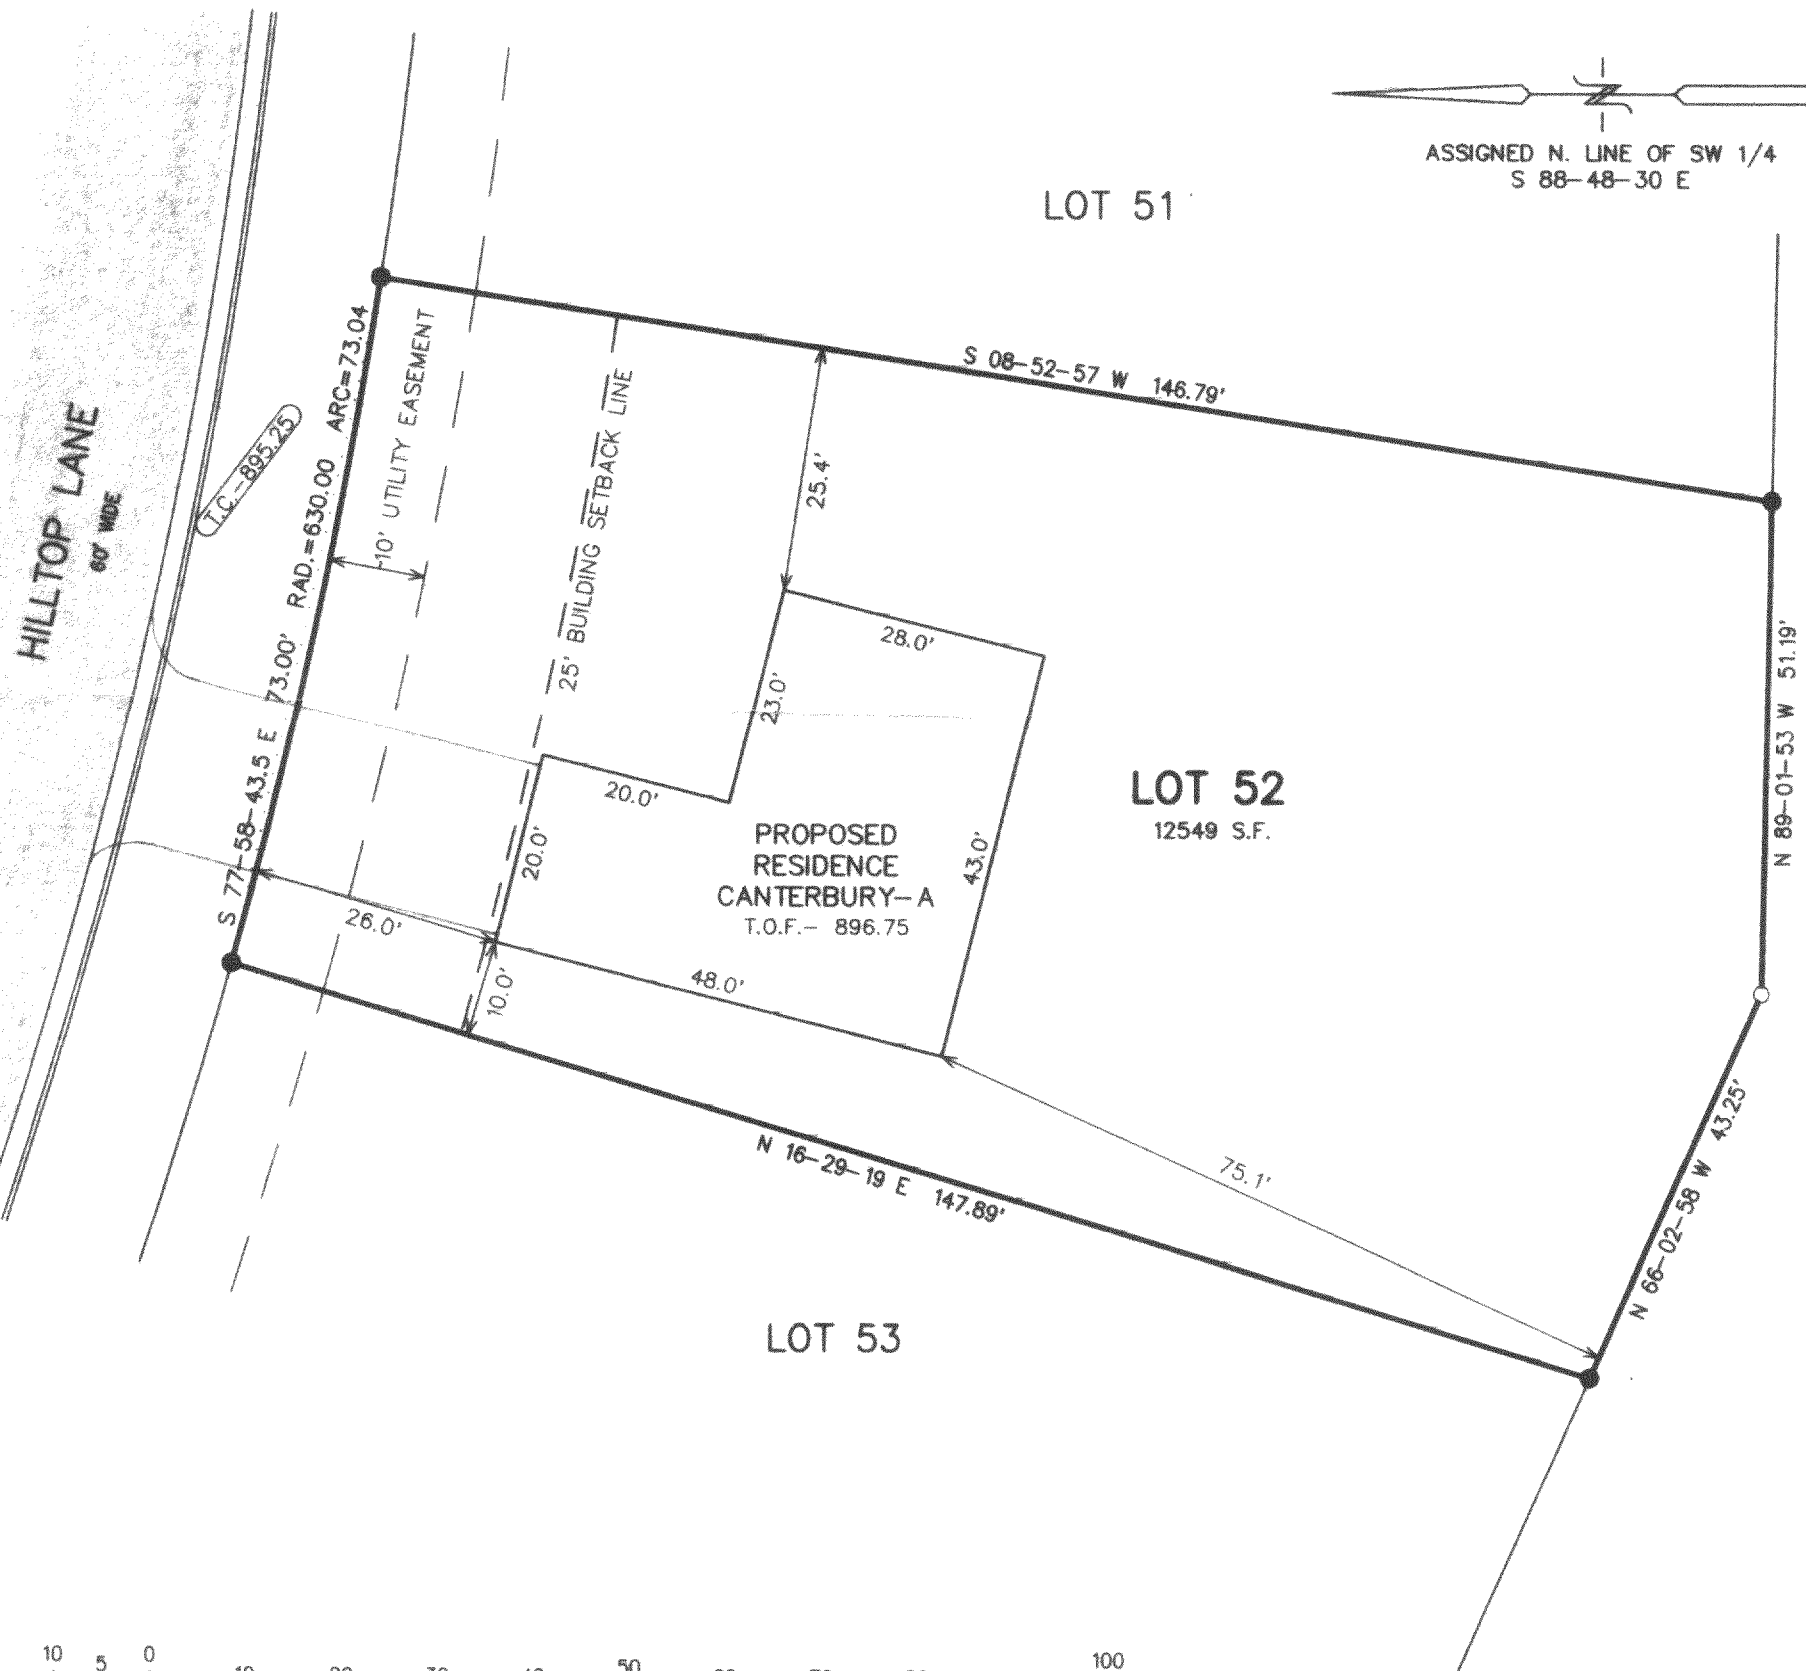 ASSIGNED N. LINE OF SW 1/4
S 88-48-30 E
LOT 51
HILLTOP LANE
60' WIDE
T.C.-895.25
S 77-58-43.5 E 73.00' RAD.=630.00 ARC=73.04
10' UTILITY EASEMENT
25' BUILDING SETBACK LINE
S 08-52-57 W 146.79'
25.4'
28.0'
23.0'
20.0'
20.0'
43.0'
PROPOSED
RESIDENCE
CANTERBURY-A
T.O.F.- 896.75
LOT 52
12549 S.F.
N 89-01-53 W 51.19'
26.0'
10.0'
48.0'
75.1'
N 66-02-58 W 43.25'
N 16-29-19 E 147.89'
LOT 53
10 5 0 50 100